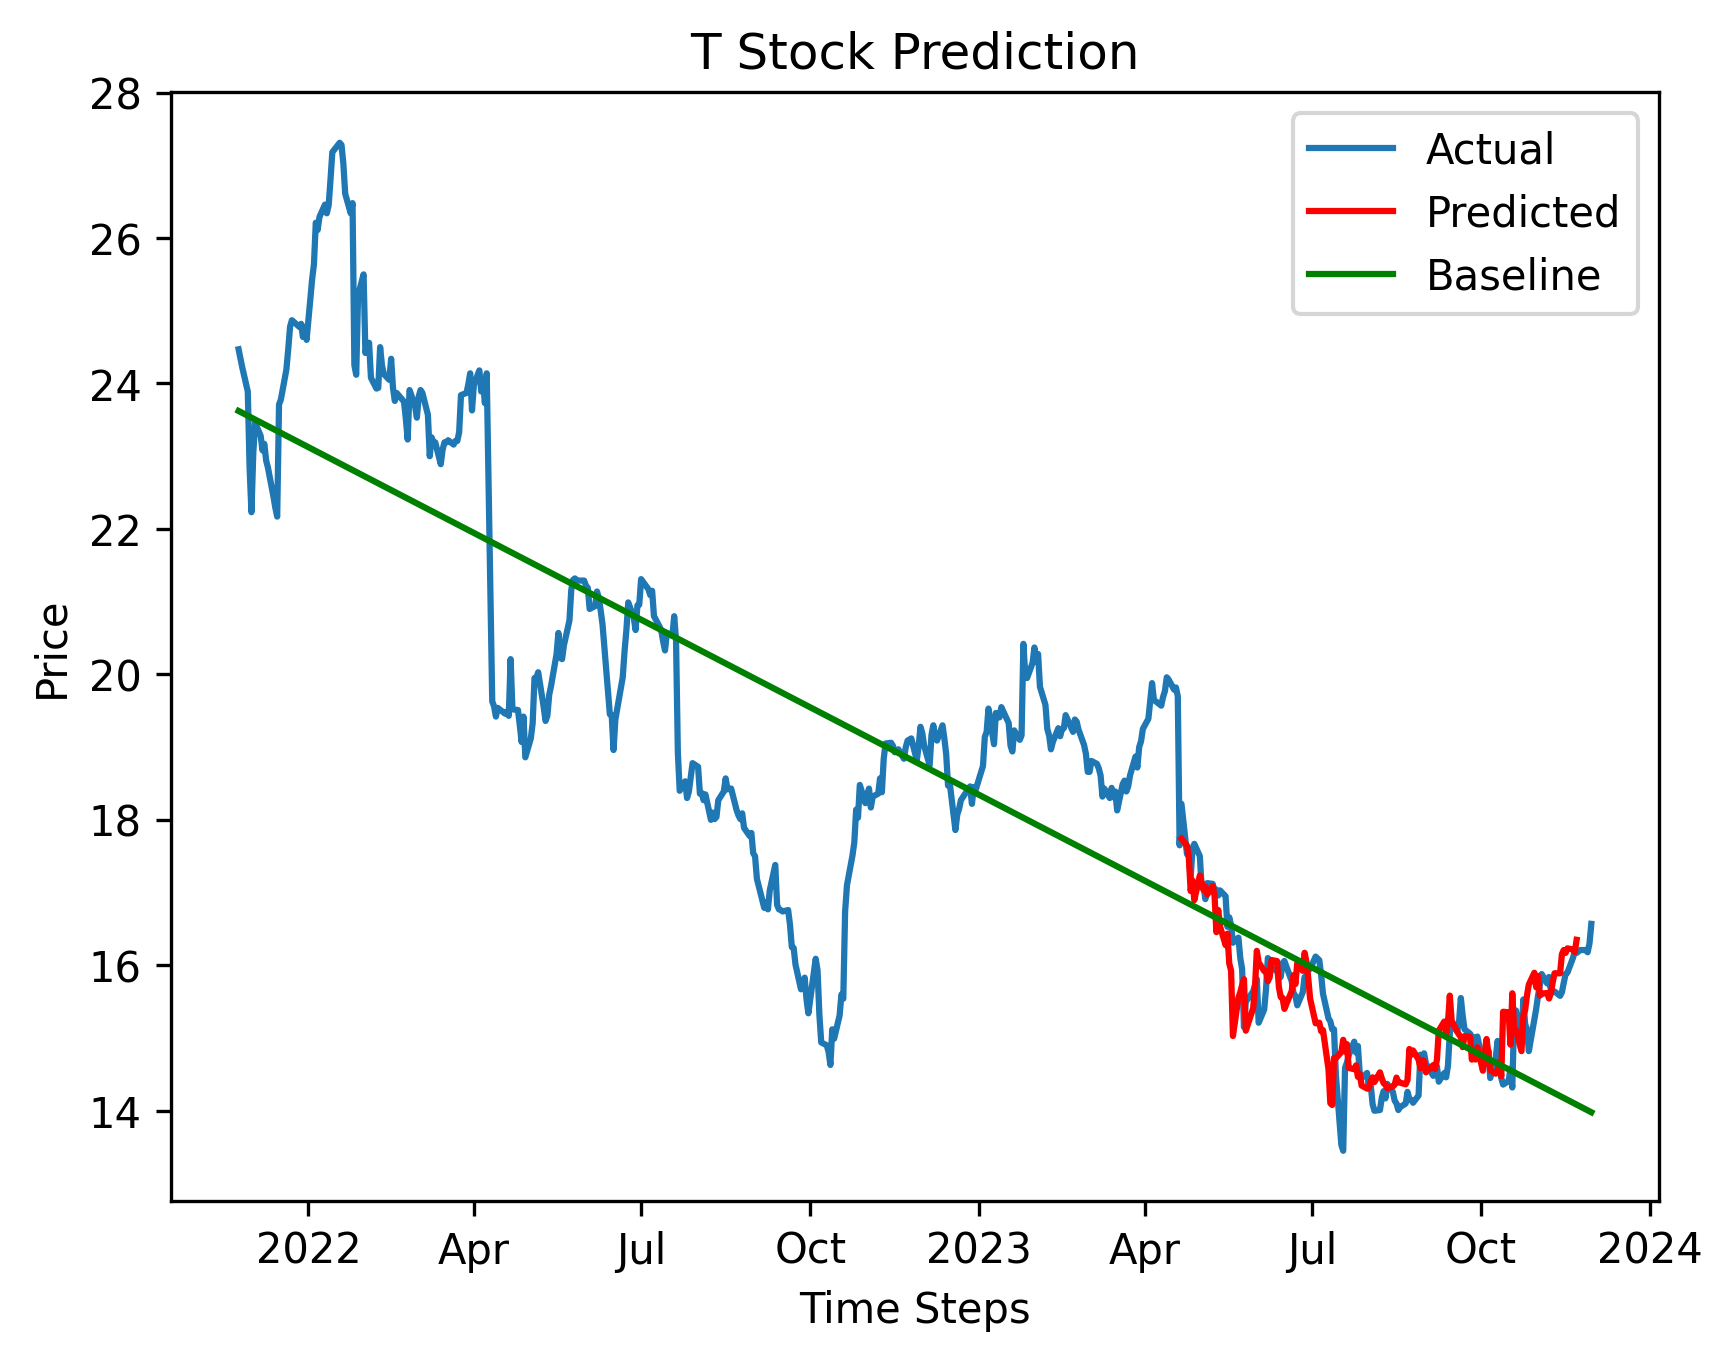 T Stock Prediction
28
26
24
22
20
18
16
14
Price
Actual
Predicted
Baseline
2022 Apr Jul Oct 2023 Apr Jul Oct 2024
Time Steps